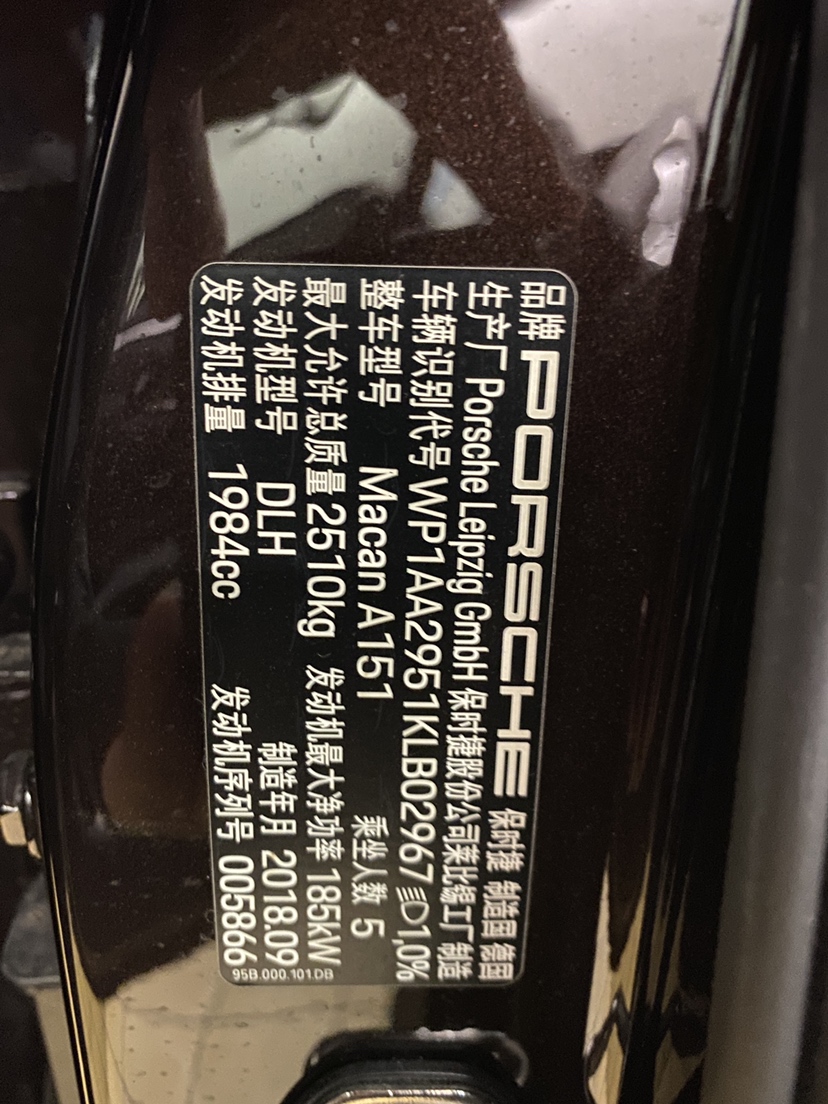 品牌 PORSCHE 保时捷 制造国 德国
生产厂 Porsche Leipzig GmbH 保时捷股份公司莱比锡工厂制造
车辆识别代号 WP1AA2951KLB02967 1,0%
整车型号 Macan A151 乘坐人数 5
最大允许总质量 2510kg 发动机最大净功率 185kW
发动机型号 DLH 制造年月 2018.09
发动机排量 1984cc 发动机序列号 005866
95B.000.101.DB